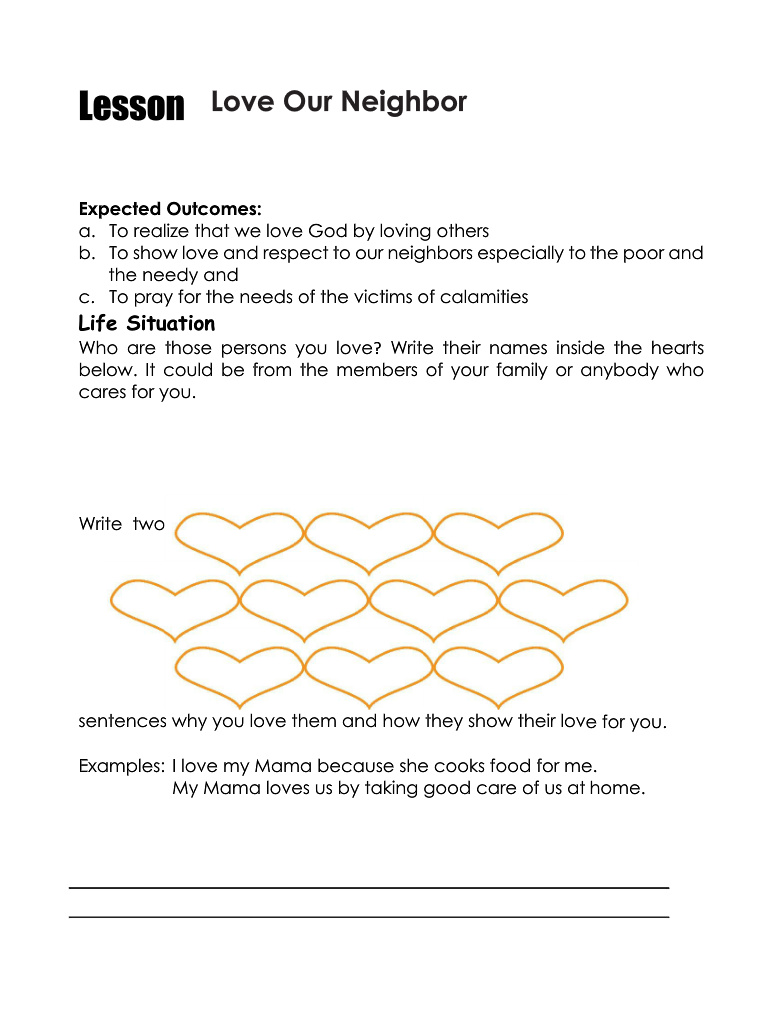 Lesson Love Our Neighbor
Expected Outcomes:
a. To realize that we love God by loving others
b. To show love and respect to our neighbors especially to the poor and
the needy and
c. To pray for the needs of the victims of calamities
Life Situation
Who are those persons you love? Write their names inside the hearts
below. It could be from the members of your family or anybody who
cares for you.
Write two
sentences why you love them and how they show their love for you.
Examples: I love my Mama because she cooks food for me.
My Mama loves us by taking good care of us at home.